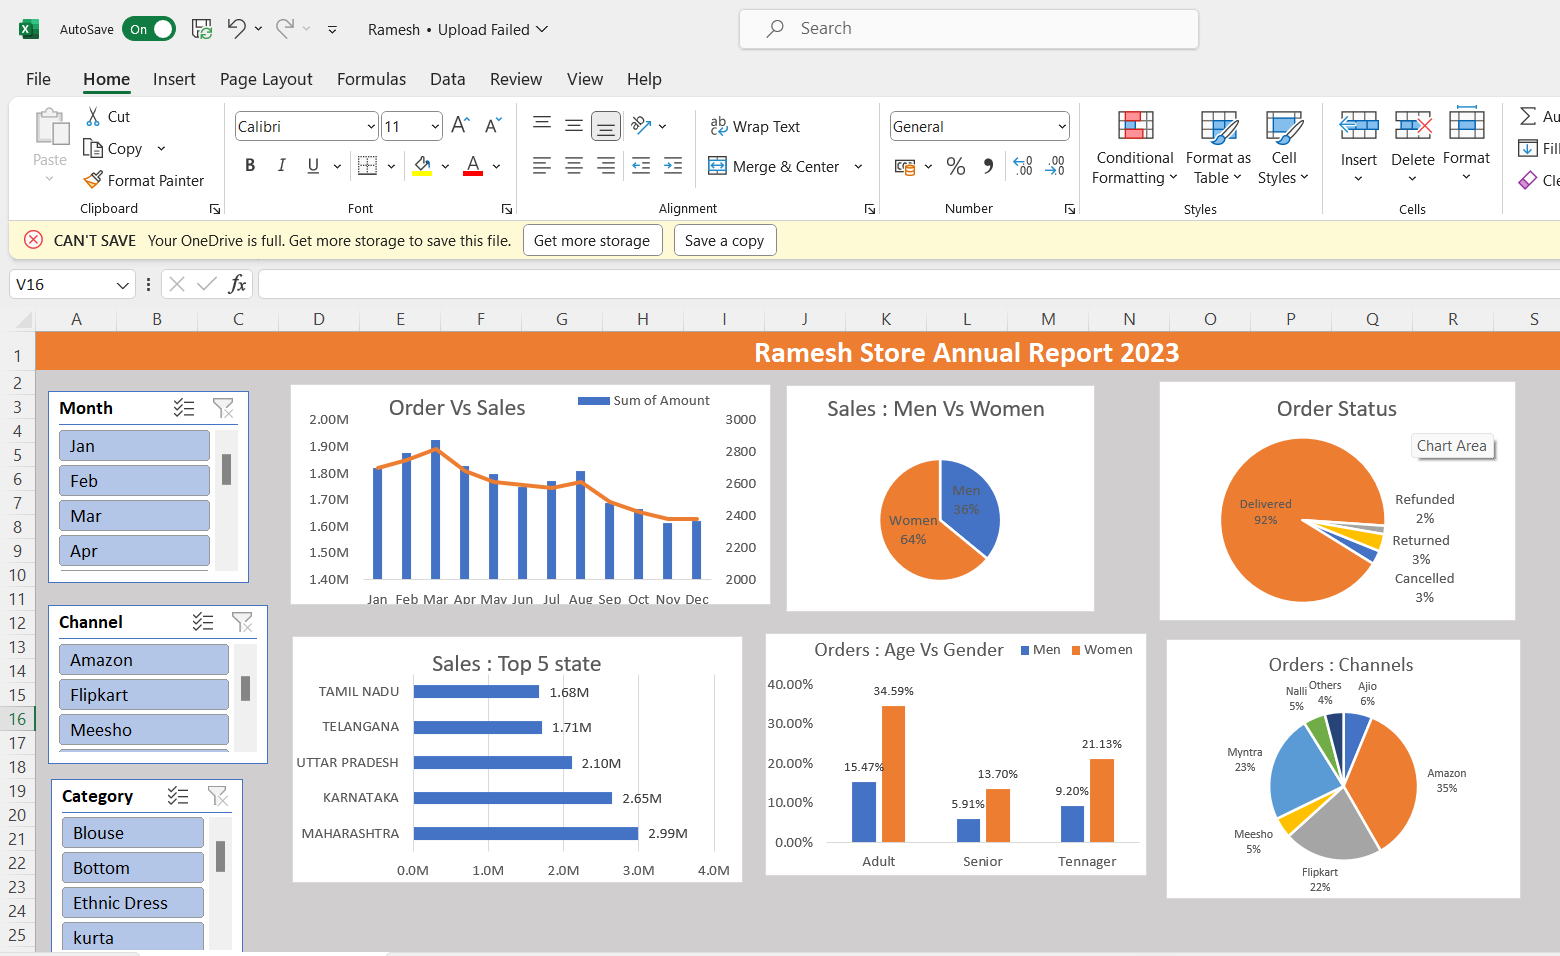 AutoSave On Ramesh • Upload Failed Search
File Home Insert Page Layout Formulas Data Review View Help
Paste
Cut
Copy
Format Painter
Clipboard
Calibri 11
B I U A
Font
Wrap Text
Merge & Center
Alignment
General
% 9 .00 .00
Number
Conditional Formatting
Format as Table
Cell Styles
Styles
Insert Delete Format
Cells
CAN'T SAVE Your OneDrive is full. Get more storage to save this file. Get more storage Save a copy
V16 fx
A B C D E F G H I J K L M N O P Q R S
1 2 3 4 5 6 7 8 9 10 11 12 13 14 15 16 17 18 19 20 21 22 23 24 25
Ramesh Store Annual Report 2023
Month
Jan
Feb
Mar
Apr
Channel
Amazon
Flipkart
Meesho
Category
Blouse
Bottom
Ethnic Dress
kurta
Order Vs Sales
Sum of Amount
2.00M 3000
1.90M 2800
1.80M 2600
1.70M
1.60M 2400
1.50M 2200
1.40M 2000
Jan Feb Mar Apr May Jun Jul Aug Sep Oct Nov Dec
Sales : Men Vs Women
Men
36%
Women
64%
Order Status
Chart Area
Delivered
92%
Refunded
2%
Returned
3%
Cancelled
3%
Sales : Top 5 state
TAMIL NADU 1.68M
TELANGANA 1.71M
UTTAR PRADESH 2.10M
KARNATAKA 2.65M
MAHARASHTRA 2.99M
0.0M 1.0M 2.0M 3.0M 4.0M
Orders : Age Vs Gender Men Women
40.00%
30.00%
20.00%
10.00%
0.00%
15.47% 34.59%
5.91% 13.70%
9.20% 21.13%
Adult Senior Tennager
Orders : Channels
Nalli
5%
Others
4%
Ajio
6%
Myntra
23%
Amazon
35%
Meesho
5%
Flipkart
22%